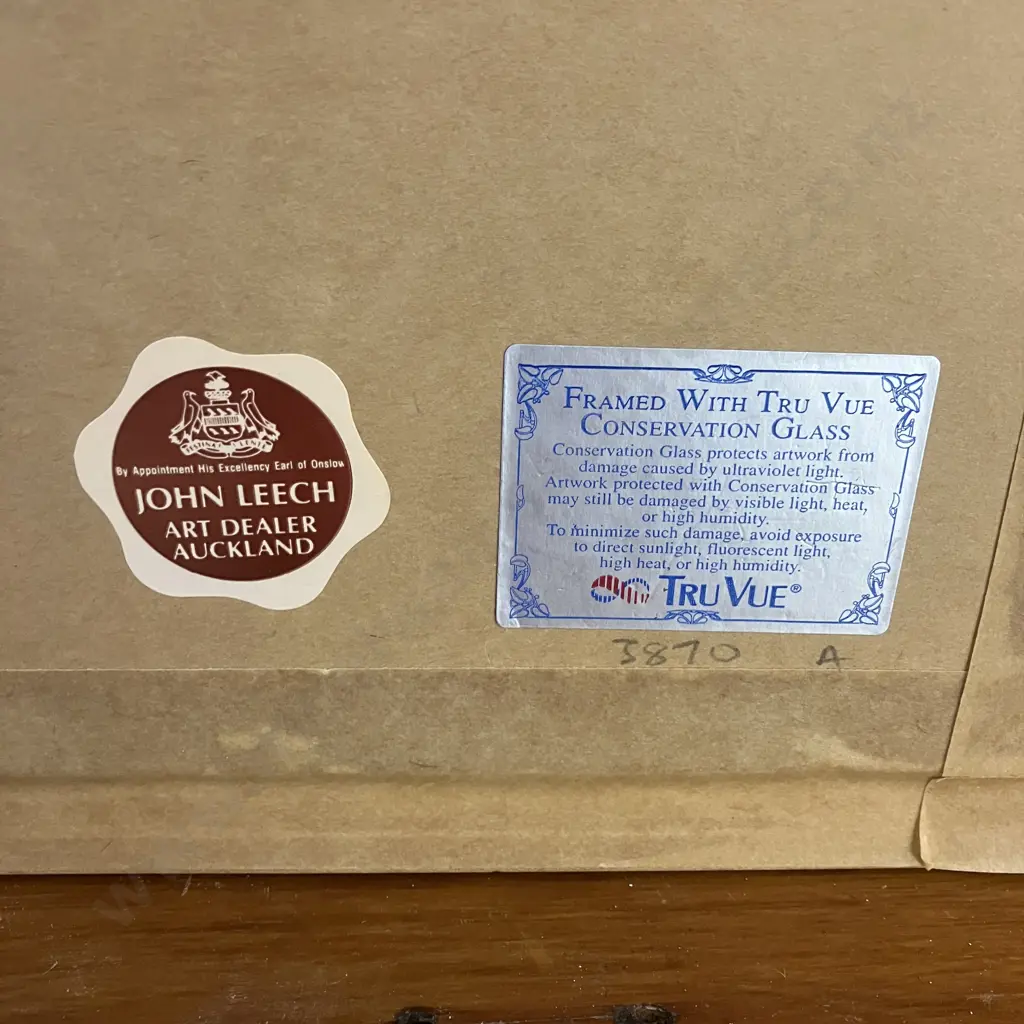 By Appointment His Excellency Earl of Onslow
JOHN LEECH
ART DEALER
AUCKLAND
FRAMED WITH TRU VUE
CONSERVATION GLASS
Conservation Glass protects artwork from
damage caused by ultraviolet light.
Artwork protected with Conservation Glass
may still be damaged by visible light, heat,
or high humidity.
To minimize such damage, avoid exposure
to direct sunlight, fluorescent light,
high heat, or high humidity.
TRU VUE®
3870 A